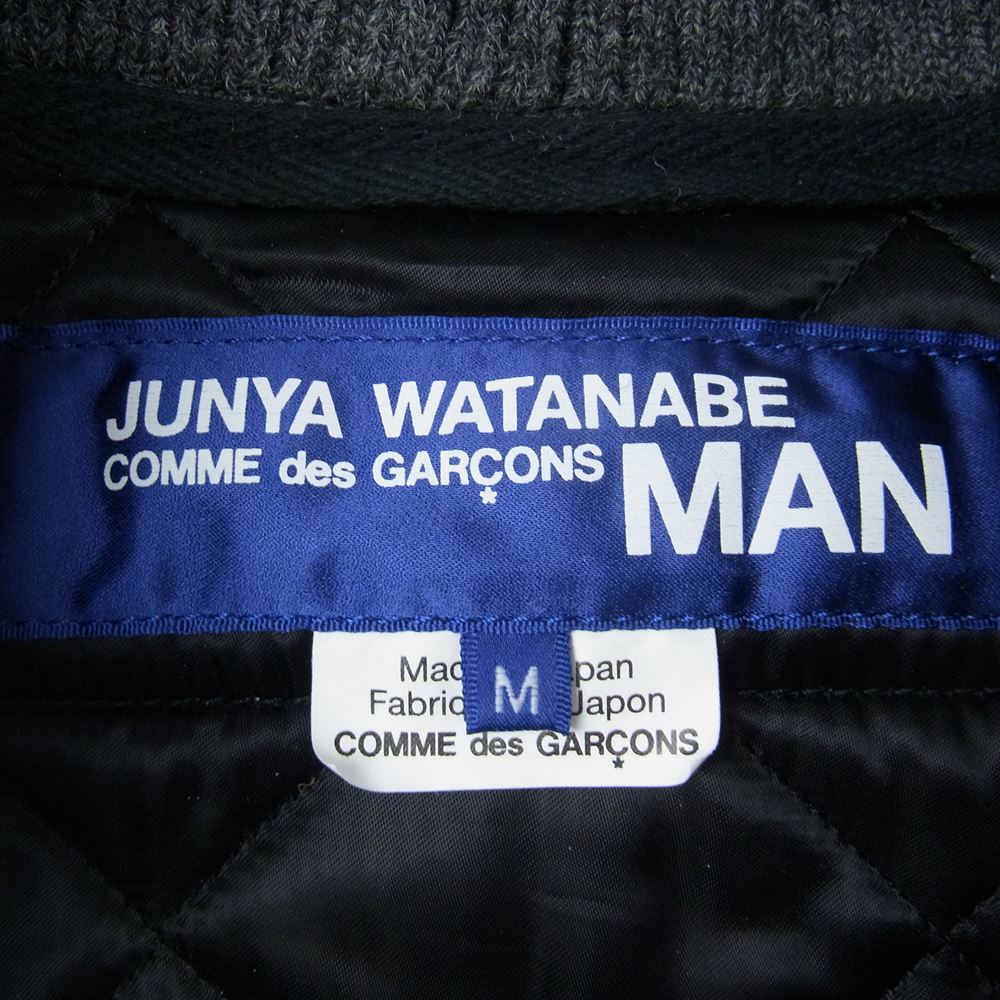 JUNYA WATANABE
COMME des GARÇONS MAN
M
COMME des GARÇONS
Japon